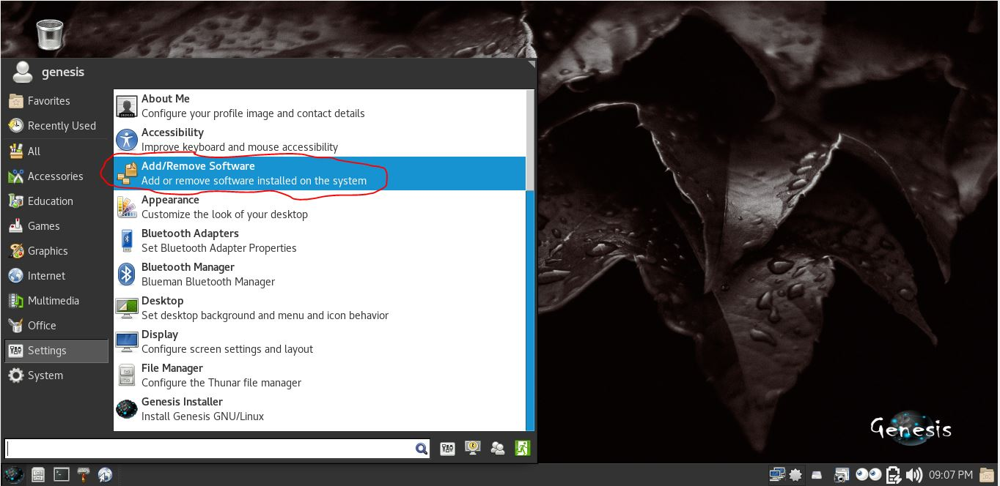 genesis
Favorites
Recently Used
All
Accessories
Education
Games
Graphics
Internet
Multimedia
Office
Settings
System
About Me
Configure your profile image and contact details
Accessibility
Improve keyboard and mouse accessibility
Add/Remove Software
Add or remove software installed on the system
Appearance
Customize the look of your desktop
Bluetooth Adapters
Set Bluetooth Adapter Properties
Bluetooth Manager
Blueman Bluetooth Manager
Desktop
Set desktop background and menu and icon behavior
Display
Configure screen settings and layout
File Manager
Configure the Thunar file manager
Genesis Installer
Install Genesis GNU/Linux
Genesis
09:07 PM